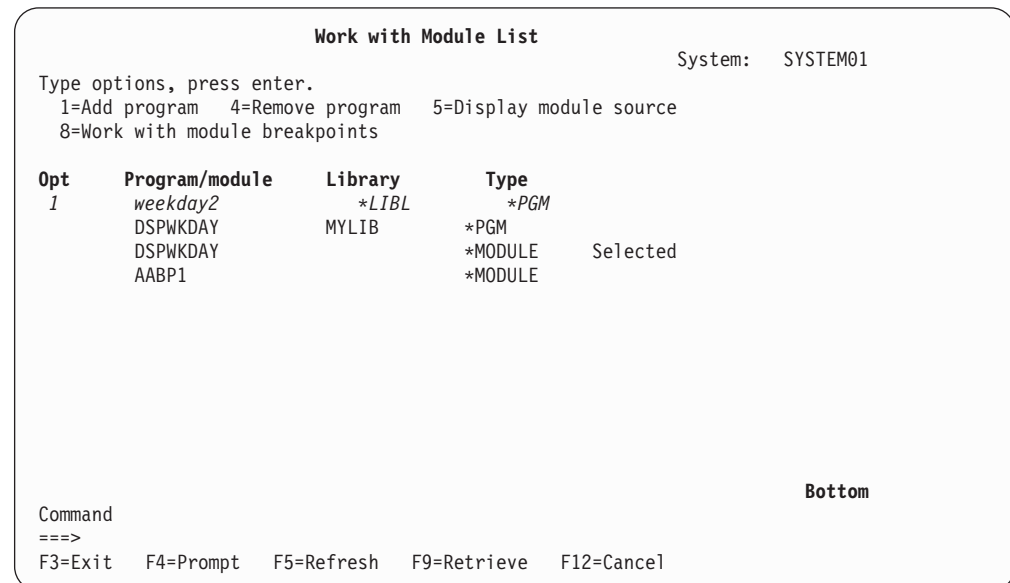 Work with Module List
System: SYSTEM01
Type options, press enter.
1=Add program 4=Remove program 5=Display module source
8=Work with module breakpoints
Opt Program/module Library Type
1 weekday2 *LIBL *PGM
DSPWKDAY MYLIB *PGM
DSPWKDAY *MODULE Selected
AABP1 *MODULE
Bottom
Command
===>
F3=Exit F4=Prompt F5=Refresh F9=Retrieve F12=Cancel